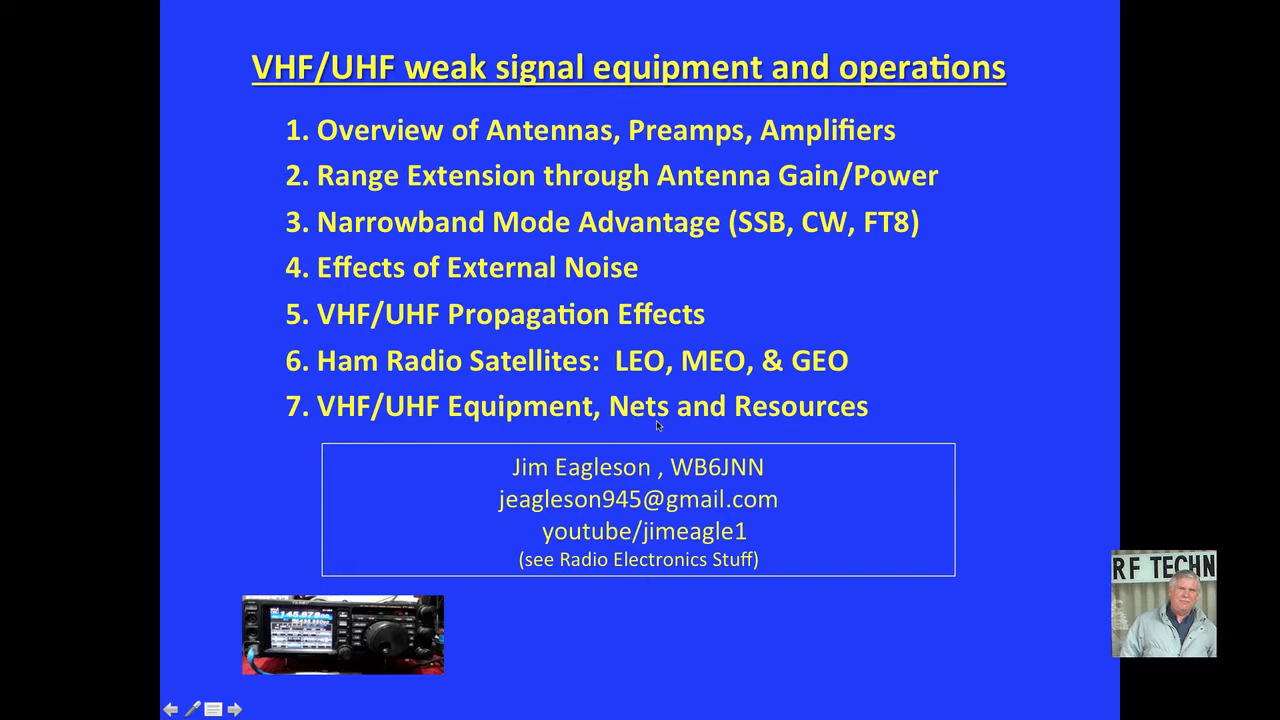 VHF/UHF weak signal equipment and operations
1. Overview of Antennas, Preamps, Amplifiers
2. Range Extension through Antenna Gain/Power
3. Narrowband Mode Advantage (SSB, CW, FT8)
4. Effects of External Noise
5. VHF/UHF Propagation Effects
6. Ham Radio Satellites:  LEO, MEO, & GEO
7. VHF/UHF Equipment, Nets and Resources
Jim Eagleson , WB6JNN
jeagleson945@gmail.com
youtube/jimeagle1
(see Radio Electronics Stuff)
RF TECHN